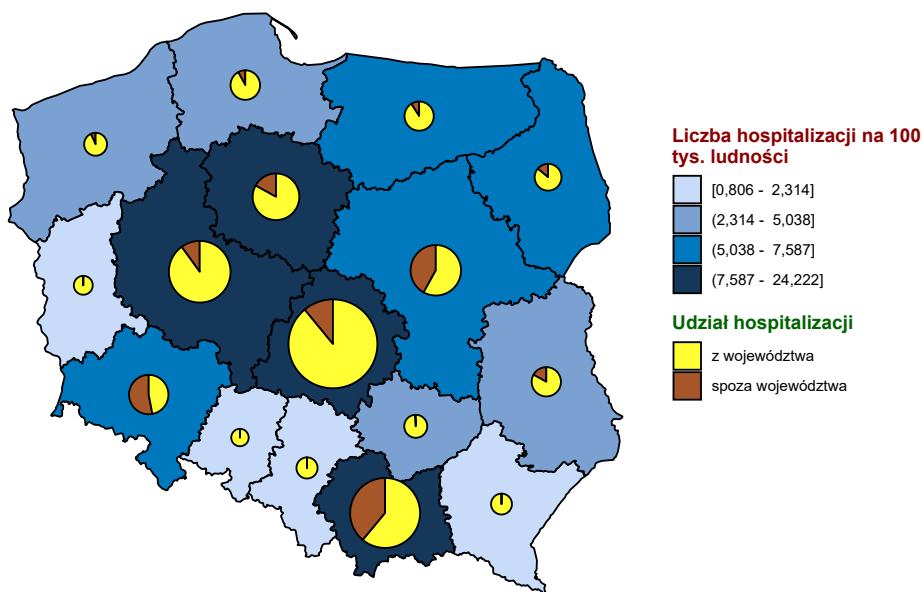 Liczba hospitalizacji na 100
tys. ludności
[0,806 - 2,314]
(2,314 - 5,038]
(5,038 - 7,587]
(7,587 - 24,222]
Udział hospitalizacji
z województwa
spoza województwa